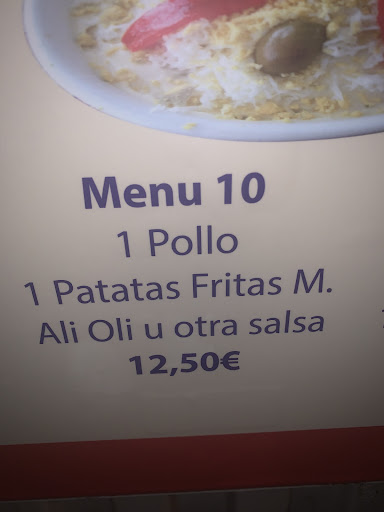 Menu 10
1 Pollo
1 Patatas Fritas M.
Ali Oli u otra salsa
12,50€